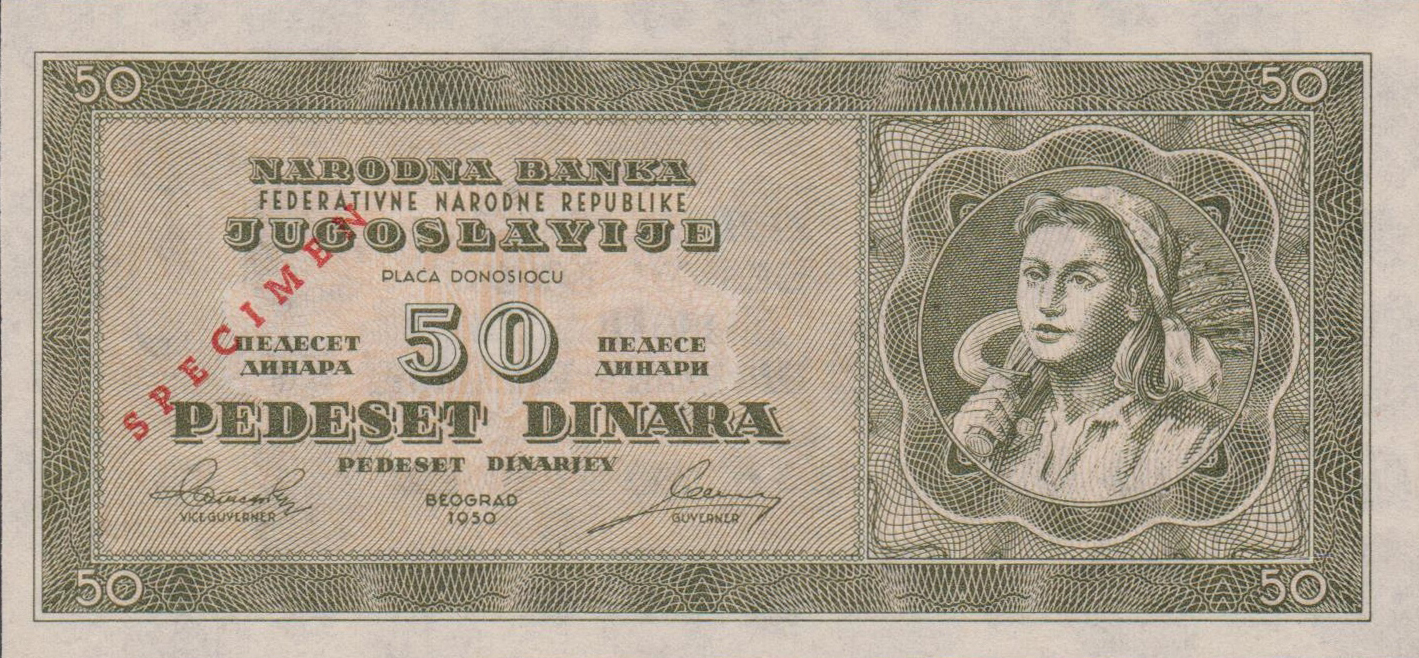 50 50
NARODNA BANKA
FEDERATIVNE NARODNE REPUBLIKE
JUGOSLAVIJE
PLAĆA DONOSIOCU
ПЕДЕСЕТ 50 ПЕДЕСЕ
ДИНАРА ДИНАРИ
PEDESET DINARA
PEDESET DINARJEV
VICEGUVERNER
BEOGRAD
1950
GUVERNER
SPECIMEN
50 50